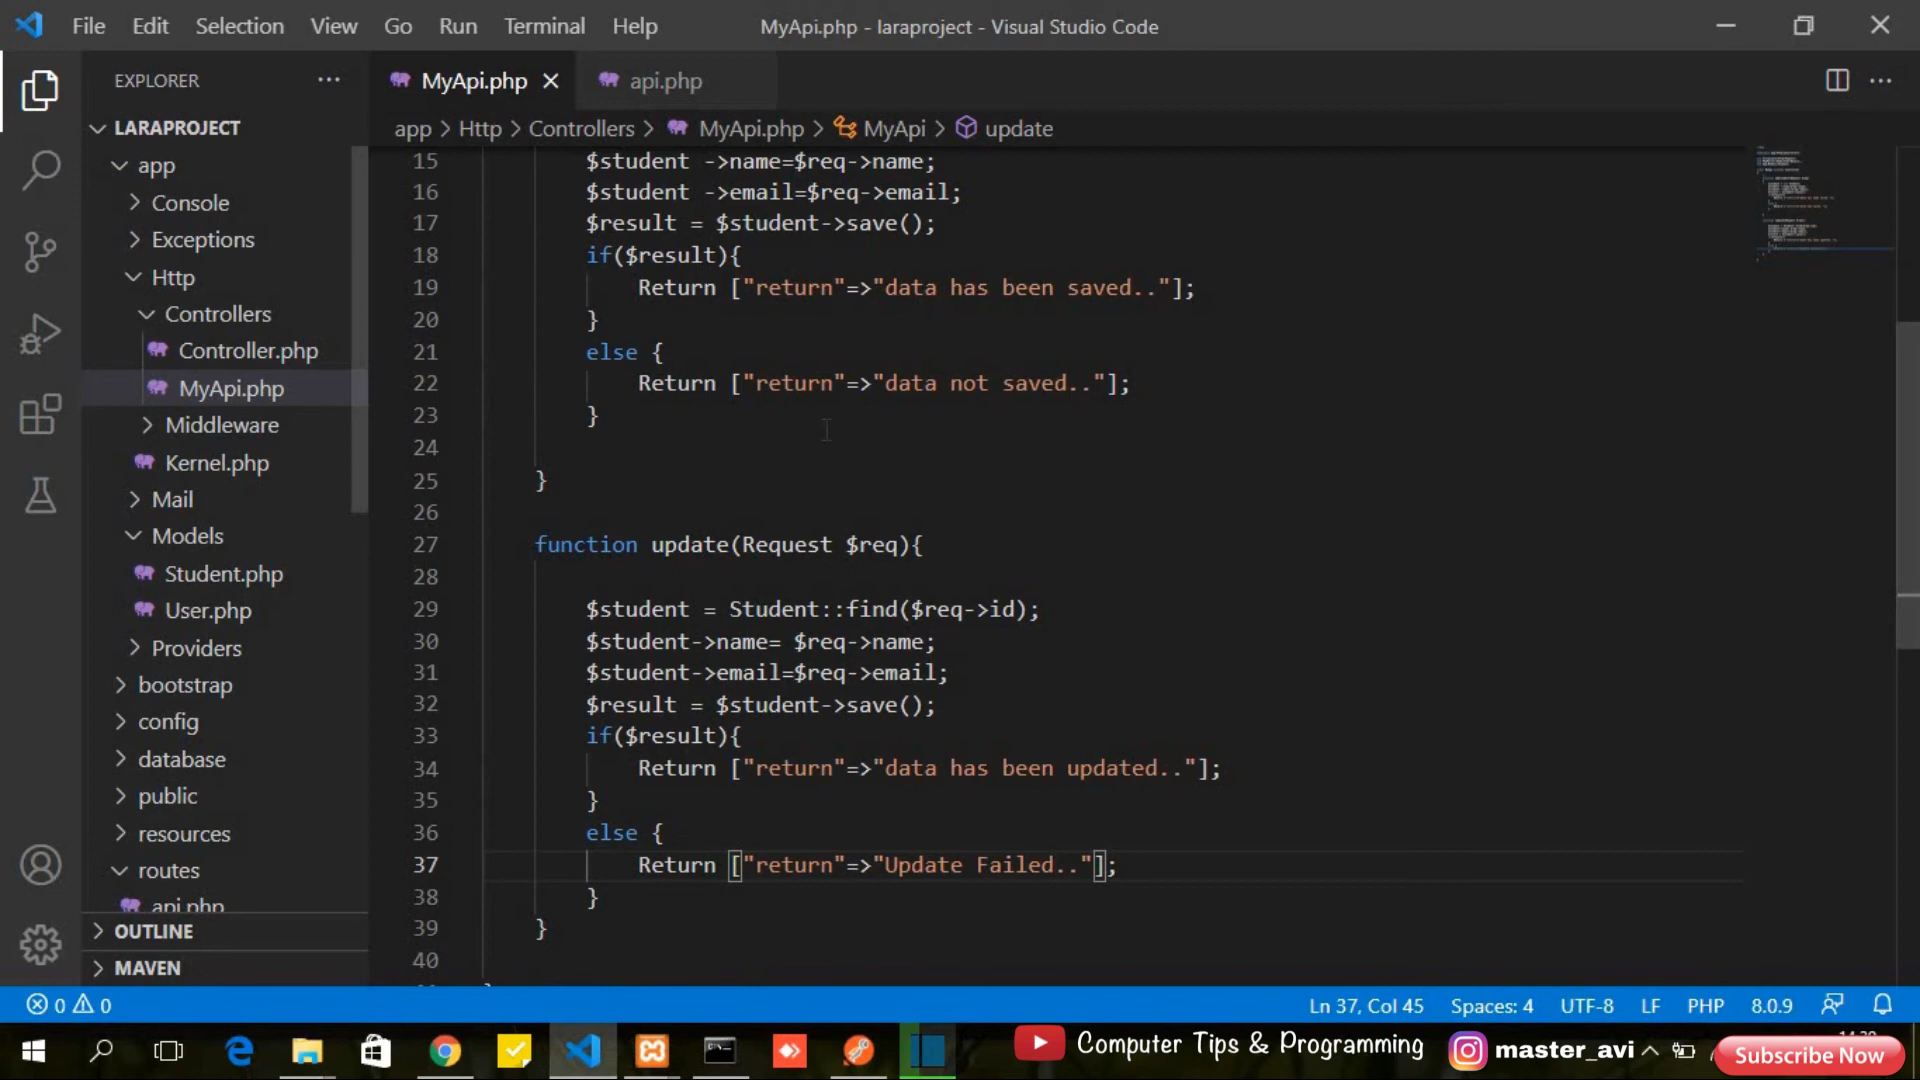 File Edit Selection View Go Run Terminal Help MyApi.php - laraproject - Visual Studio Code
EXPLORER
MyApi.php
api.php
app > Http > Controllers > MyApi.php > MyApi > update
LARAPROJECT
app
Console
Exceptions
Http
Controllers
Controller.php
MyApi.php
Middleware
Kernel.php
Mail
Models
Student.php
User.php
Providers
bootstrap
config
database
public
resources
routes
api.php
OUTLINE
MAVEN
15 $student ->name=$req->name;
16 $student ->email=$req->email;
17 $result = $student->save();
18 if($result){
19 Return ["return"=>"data has been saved.."];
20 }
21 else {
22 Return ["return"=>"data not saved.."];
23 }
24
25 }
26
27 function update(Request $req){
28
29 $student = Student::find($req->id);
30 $student->name= $req->name;
31 $student->email=$req->email;
32 $result = $student->save();
33 if($result){
34 Return ["return"=>"data has been updated.."];
35 }
36 else {
37 Return ["return"=>"Update Failed.."];
38 }
39 }
40
0 0 Ln 37, Col 45 Spaces: 4 UTF-8 LF PHP 8.0.9
Computer Tips & Programming master_avi Subscribe Now